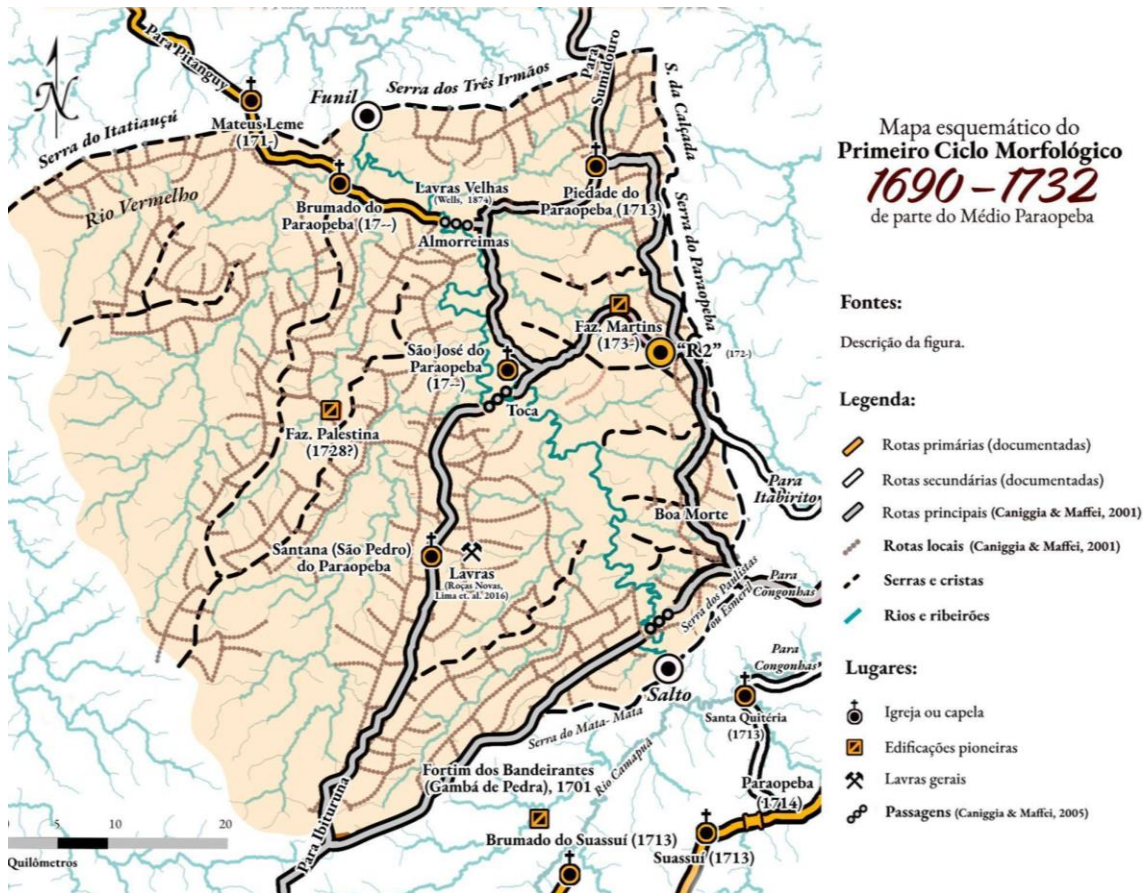 Para Pitanguy
Para
Sumidouro
N
Funil
Serra dos Três Irmãos
S. da Calçada
Mateus Leme
(171-)
Serra do Itatiauçú
Rio Vermelho
Brumado do
Paraopeba (17--)
Lavras Velhas
(Wells, 1874)
Almorreimas
Piedade do
Paraopeba (1713)
Serra do Paraopeba
Faz. Martins
(173-)
"R2" (172-)
São José do
Paraopeba
(17--)
Toca
Faz. Palestina
(1728?)
Para
Itabirito
Boa Morte
Santana (São Pedro)
do Paraopeba
Lavras
(Roças Novas,
Lima et. al. 2016)
Serra dos Paulistas
ou Esmeril
Para
Congonhas
Salto
Para
Congonhas
Santa Quitéria
(1713)
Serra do Mata- Mata
Rio Camapuã
Fortim dos Bandeirantes
(Gambá de Pedra), 1701
Paraopeba
(1714)
Para Ibituruna
Brumado do Suassuí (1713)
Suassuí (1713)
5 10 20
Quilômetros
Mapa esquemático do
Primeiro Ciclo Morfológico
1690 – 1732
de parte do Médio Paraopeba
Fontes:
Descrição da figura.
Legenda:
Rotas primárias (documentadas)
Rotas secundárias (documentadas)
Rotas principais (Caniggia & Maffei, 2001)
Rotas locais (Caniggia & Maffei, 2001)
Serras e cristas
Rios e ribeirões
Lugares:
Igreja ou capela
Edificações pioneiras
Lavras gerais
Passagens (Caniggia & Maffei, 2005)